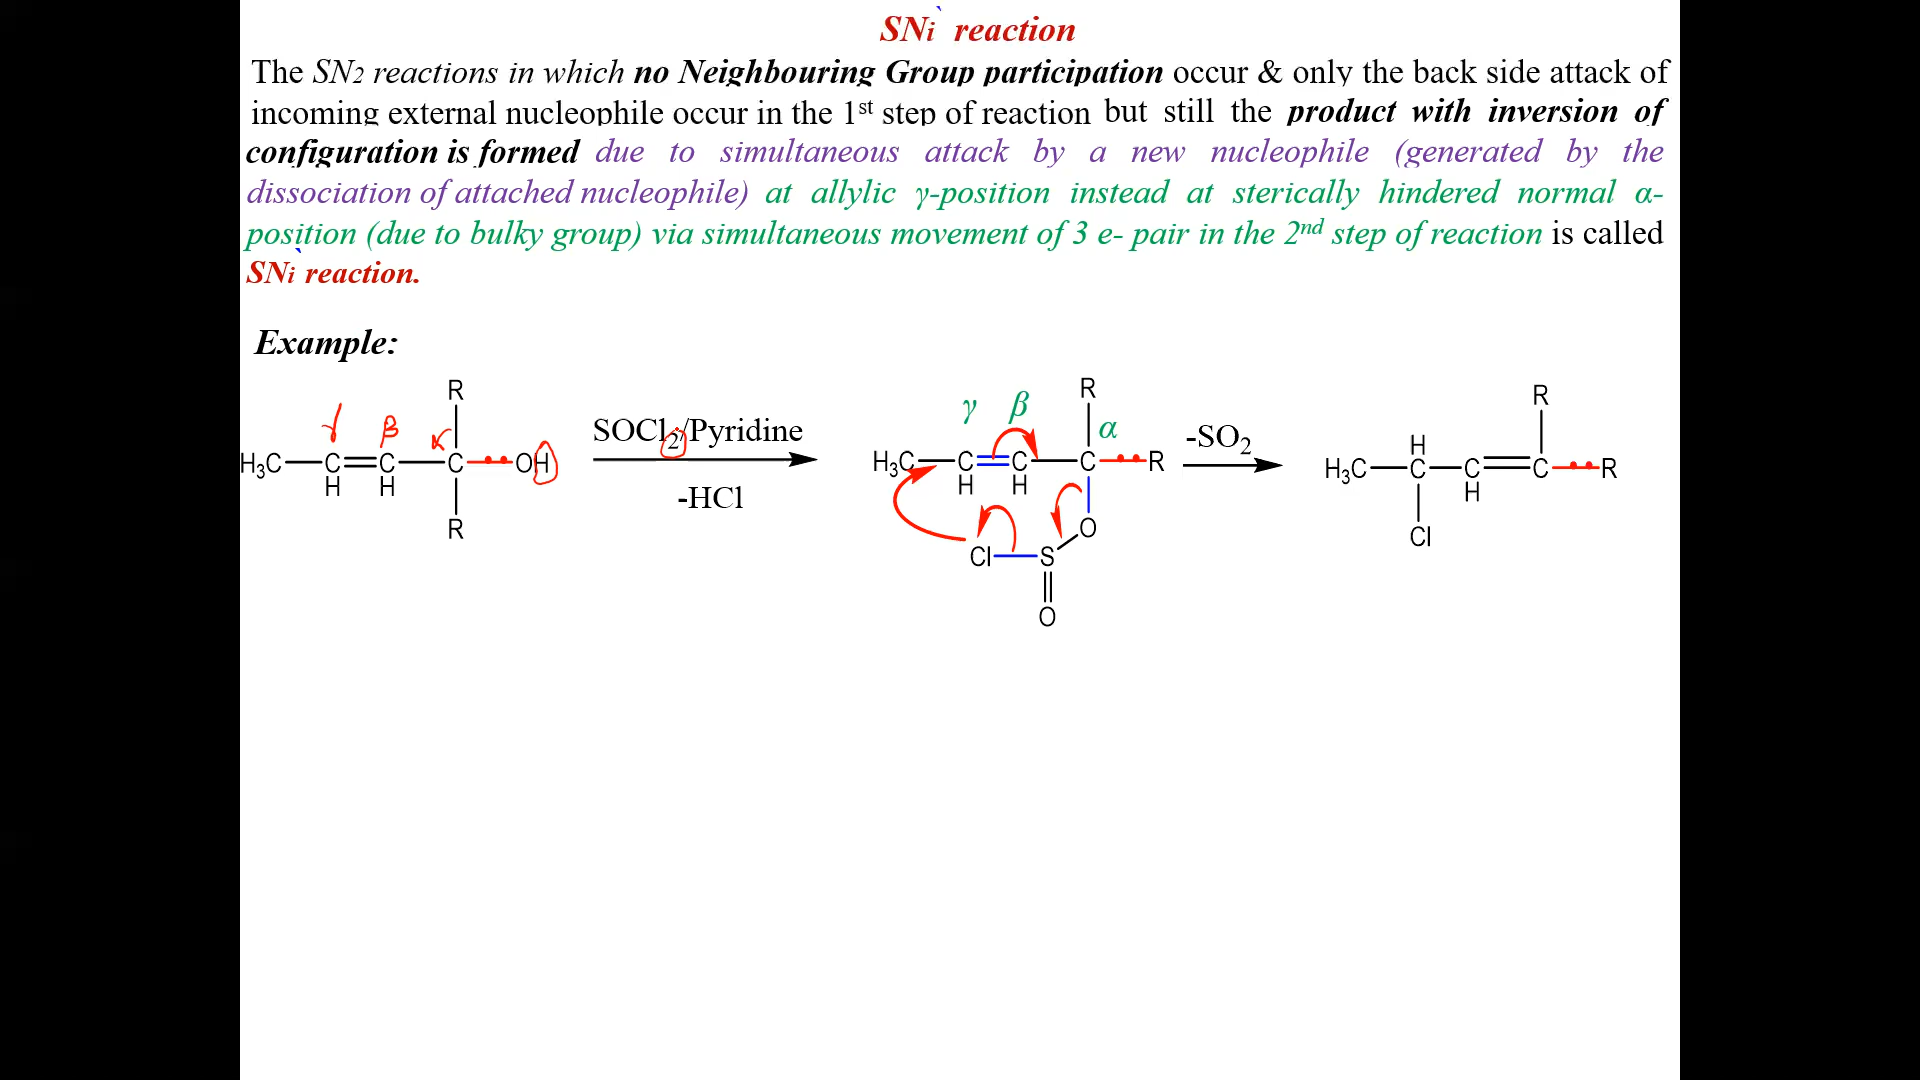 SNi` reaction
The SN2 reactions in which no Neighbouring Group participation occur & only the back side attack of
incoming external nucleophile occur in the 1st step of reaction but still the product with inversion of
configuration is formed due to simultaneous attack by a new nucleophile (generated by the
dissociation of attached nucleophile) at allylic γ-position instead at sterically hindered normal α-
position (due to bulky group) via simultaneous movement of 3 e- pair in the 2nd step of reaction is called
SNi` reaction.
Example:
R
γ β α
H3C C C C OH
H H
R
SOCl2/Pyridine
-HCl
R
γ β α
H3C C C C R
H H
O
Cl S
O
-SO2
R
H
H3C C C C R
H
Cl